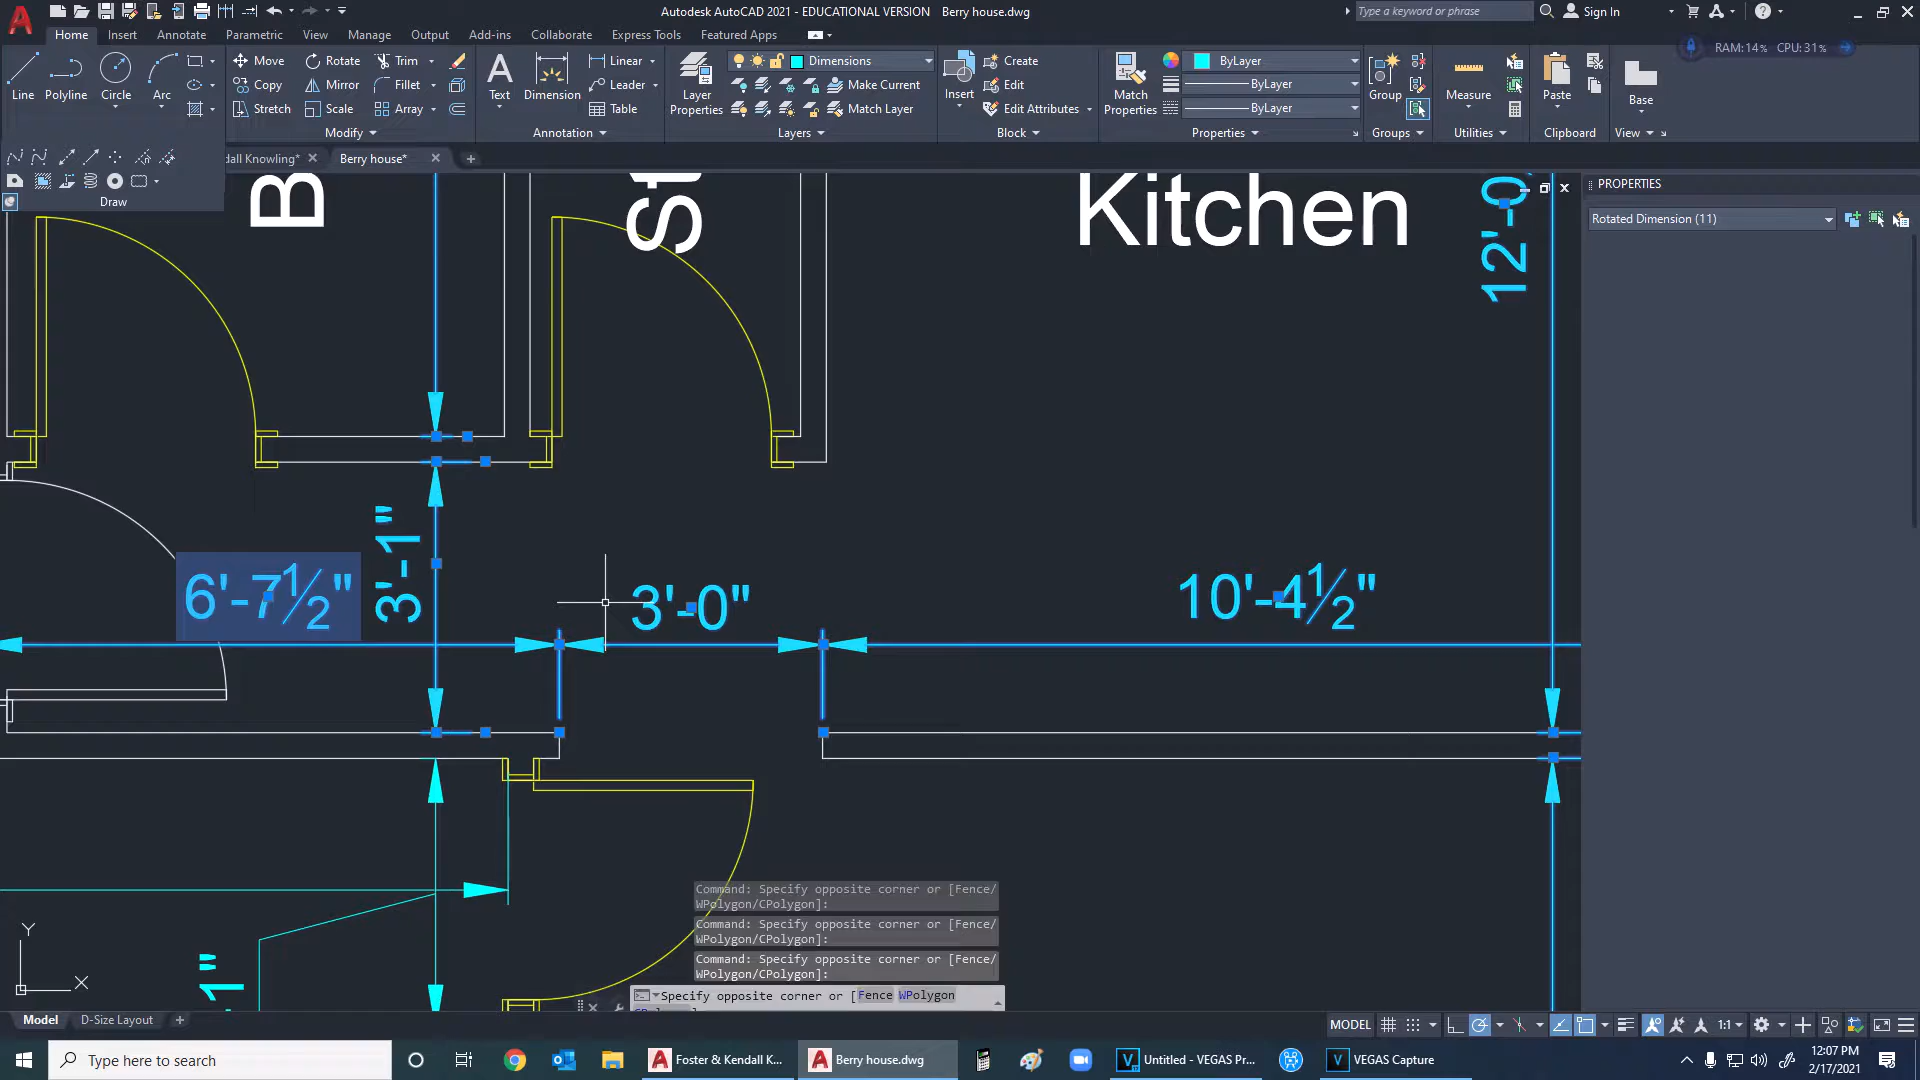 Autodesk AutoCAD 2021 - EDUCATIONAL VERSION Berry house.dwg
Type a keyword or phrase
Sign In
Home Insert Annotate Parametric View Manage Output Add-ins Collaborate Express Tools Featured Apps
RAM:14% CPU:31%
Line Polyline Circle Arc
Move Rotate Trim
Copy Mirror Fillet
Stretch Scale Array
Modify
Text Dimension
Linear
Leader
Table
Annotation
Layer Properties
Dimensions
Make Current
Match Layer
Layers
Insert
Create
Edit
Edit Attributes
Block
Match Properties
ByLayer
ByLayer
ByLayer
Properties
Group
Groups
Measure
Utilities
Paste
Clipboard
Base
View
dall Knowling*
Berry house*
Draw
B
Kitchen
12'-0
PROPERTIES
Rotated Dimension (11)
6'-7½"
3'-1"
3'-0"
10'-4½"
1"
Command: Specify opposite corner or [Fence/
WPolygon/CPolygon]:
Command: Specify opposite corner or [Fence/
WPolygon/CPolygon]:
Command: Specify opposite corner or [Fence/
WPolygon/CPolygon]:
Specify opposite corner or [Fence WPolygon
Y
X
Model D-Size Layout
MODEL
1:1
Type here to search
Foster & Kendall K...
Berry house.dwg
Untitled - VEGAS Pr...
VEGAS Capture
12:07 PM
2/17/2021